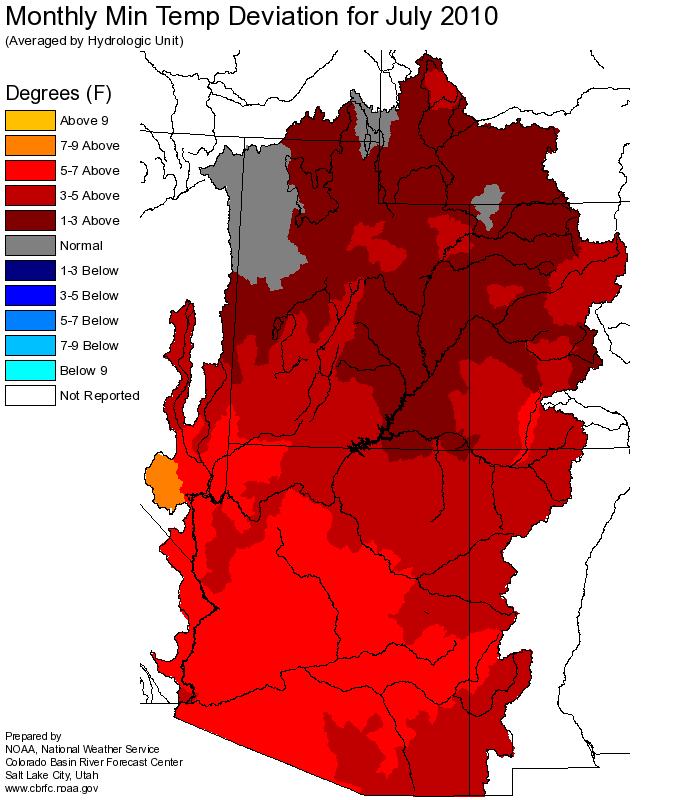 Monthly Min Temp Deviation for July 2010
(Averaged by Hydrologic Unit)
Degrees (F)
Above 9
7-9 Above
5-7 Above
3-5 Above
1-3 Above
Normal
1-3 Below
3-5 Below
5-7 Below
7-9 Below
Below 9
Not Reported
Prepared by
NOAA, National Weather Service
Colorado Basin River Forecast Center
Salt Lake City, Utah
www.cbrfc.noaa.gov